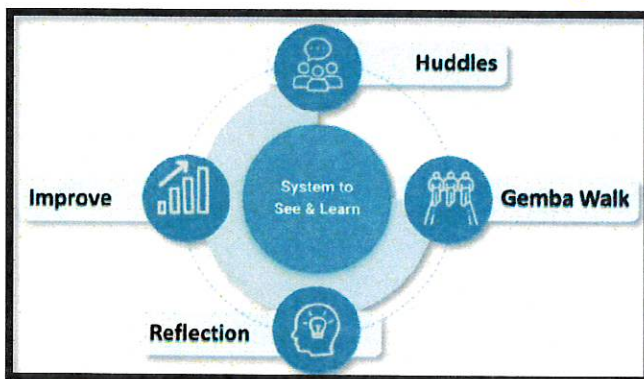 Huddles
Improve
System to
See & Learn
Gemba Walk
Reflection